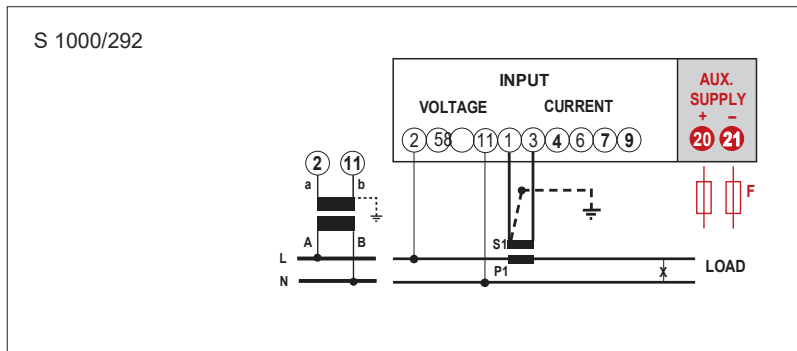 S 1000/292
INPUT
AUX.
SUPPLY
VOLTAGE CURRENT
+ –
2 5 8 11 1 3 4 6 7 9 20 21
2 11
a b
F
A B
S1
L
P1
X
LOAD
N